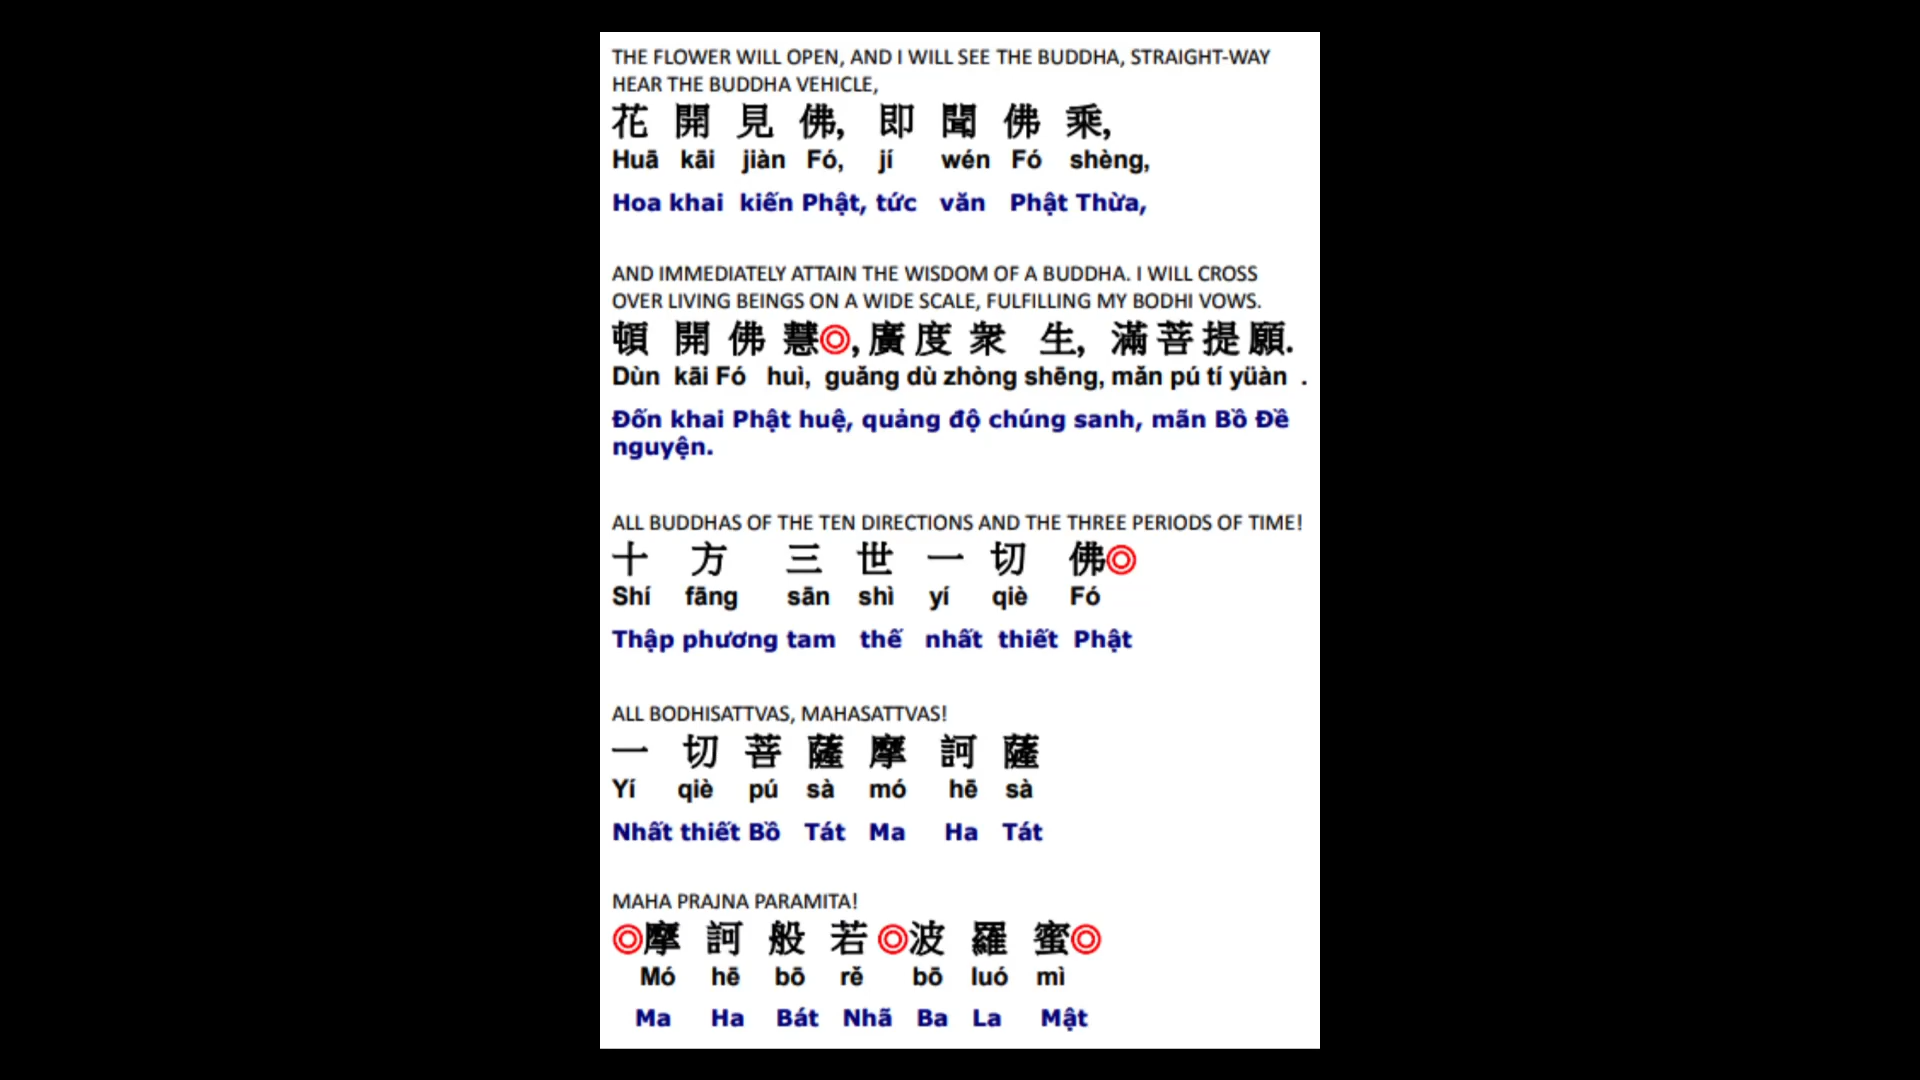 THE FLOWER WILL OPEN, AND I WILL SEE THE BUDDHA, STRAIGHT-WAY
HEAR THE BUDDHA VEHICLE,
花 開 見 佛, 即 聞 佛 乘,
Huā kāi jiàn Fó, jí wén Fó shèng,
Hoa khai kiến Phật, tức văn Phật Thừa,
AND IMMEDIATELY ATTAIN THE WISDOM OF A BUDDHA. I WILL CROSS
OVER LIVING BEINGS ON A WIDE SCALE, FULFILLING MY BODHI VOWS.
頓 開 佛 慧◎, 廣 度 衆 生, 滿 菩 提 願.
Dùn kāi Fó huì, guǎng dù zhòng shēng, mǎn pú tí yüàn .
Đốn khai Phật huệ, quảng độ chúng sanh, mãn Bồ Đề
nguyện.
ALL BUDDHAS OF THE TEN DIRECTIONS AND THE THREE PERIODS OF TIME!
十 方 三 世 一 切 佛◎
Shí fāng sān shì yí qiè Fó
Thập phương tam thế nhất thiết Phật
ALL BODHISATTVAS, MAHASATTVAS!
一 切 菩 薩 摩 訶 薩
Yí qiè pú sà mó hē sà
Nhất thiết Bồ Tát Ma Ha Tát
MAHA PRAJNA PARAMITA!
◎摩 訶 般 若 ◎波 羅 蜜◎
Mó hē bō rě bō luó mì
Ma Ha Bát Nhã Ba La Mật